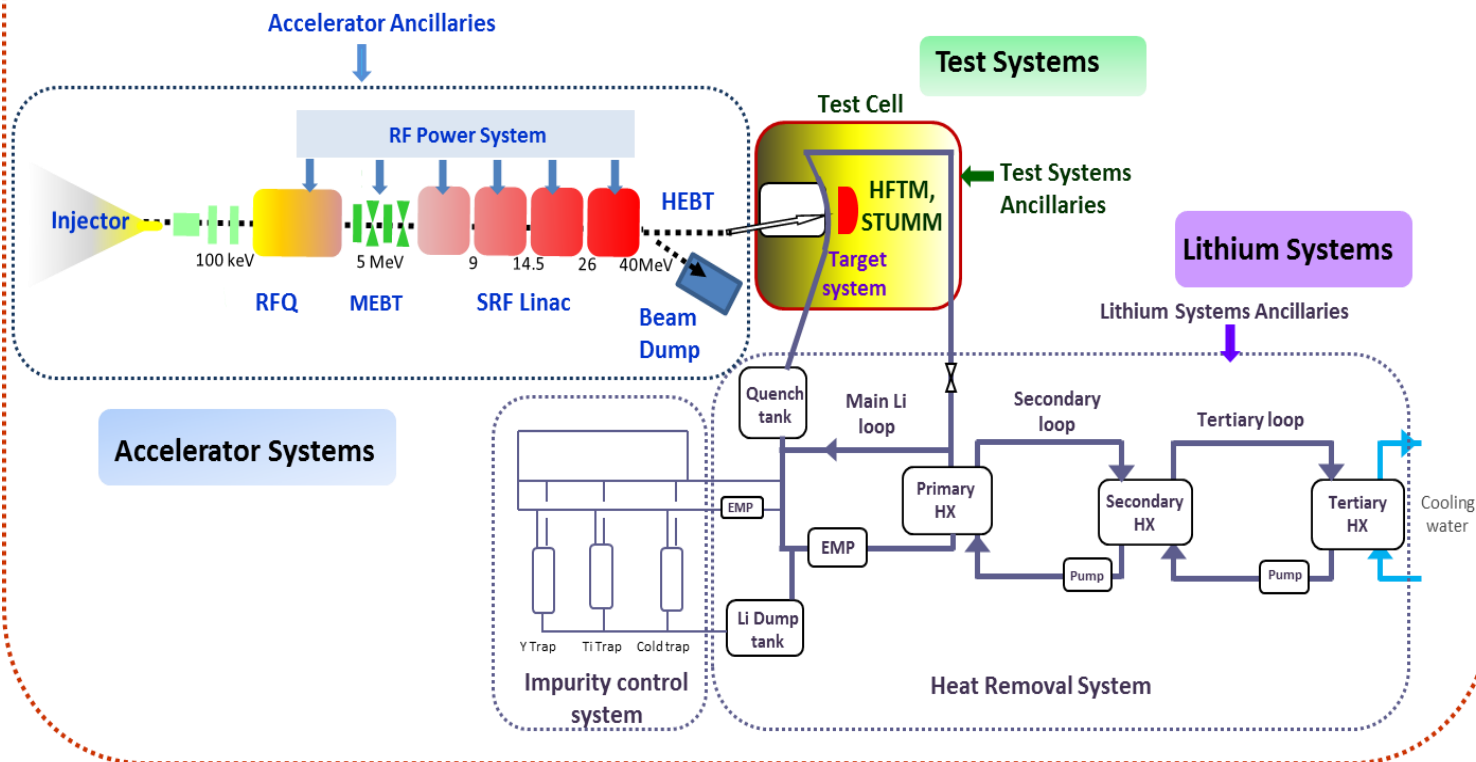 Accelerator Ancillaries
Test Systems
RF Power System
Test Cell
Injector
HEBT
HFTM,
STUMM
Test Systems
Ancillaries
100 keV
5 MeV
9
14.5
26
40MeV
RFQ
MEBT
SRF Linac
Beam
Dump
Target
system
Lithium Systems
Lithium Systems Ancillaries
Accelerator Systems
Quench
tank
Main Li
loop
Secondary
loop
Tertiary loop
EMP
Primary
HX
Secondary
HX
Tertiary
HX
Cooling
water
EMP
Pump
Pump
Li Dump
tank
Y Trap
Ti Trap
Cold trap
Impurity control
system
Heat Removal System